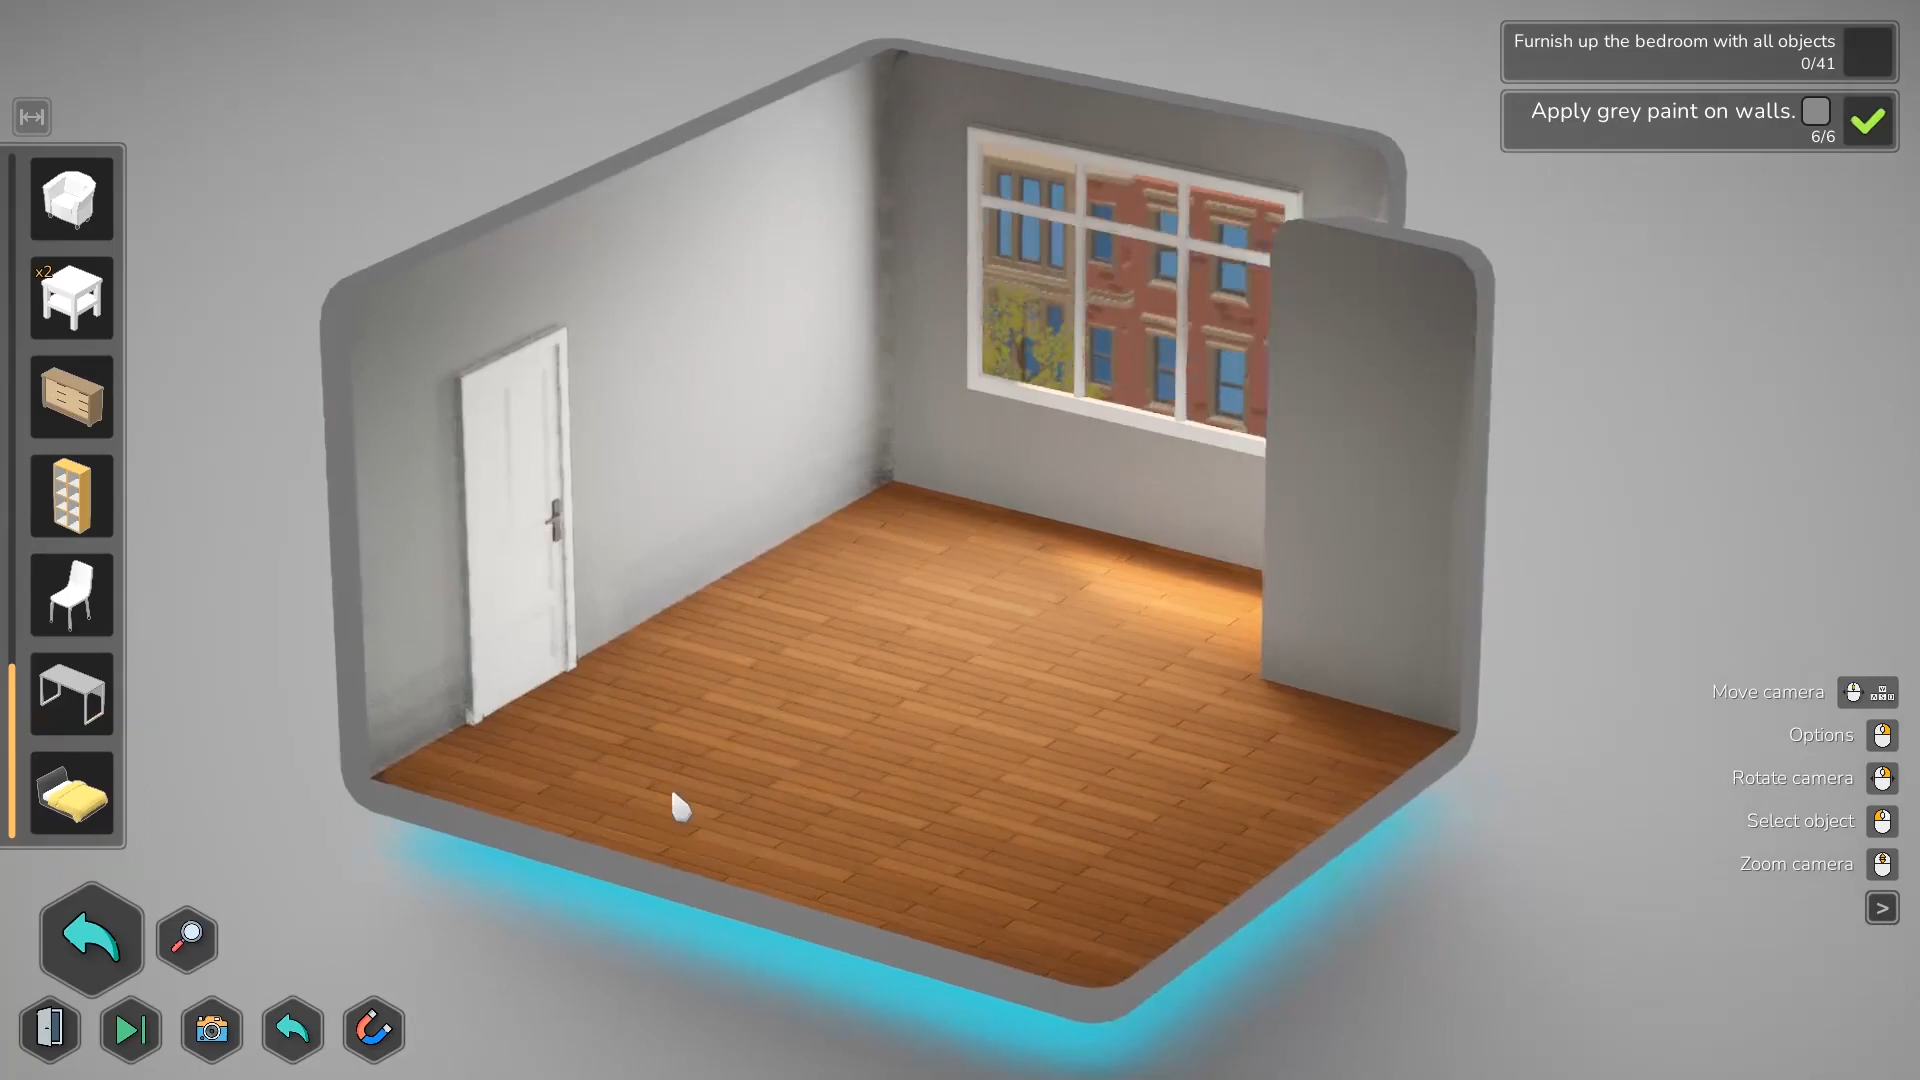 Furnish up the bedroom with all objects
0/41
Apply grey paint on walls.
6/6
x2
Move camera
Options
Rotate camera
Select object
Zoom camera
>